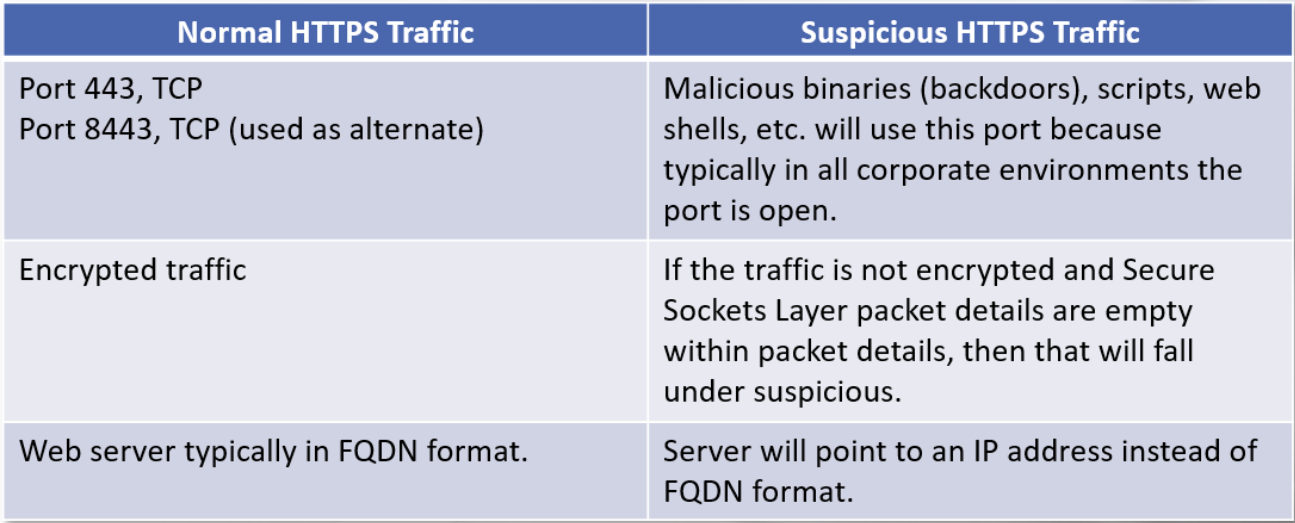 Normal HTTPS Traffic
Suspicious HTTPS Traffic
Port 443, TCP
Port 8443, TCP (used as alternate)
Malicious binaries (backdoors), scripts, web
shells, etc. will use this port because
typically in all corporate environments the
port is open.
Encrypted traffic
If the traffic is not encrypted and Secure
Sockets Layer packet details are empty
within packet details, then that will fall
under suspicious.
Web server typically in FQDN format.
Server will point to an IP address instead of
FQDN format.